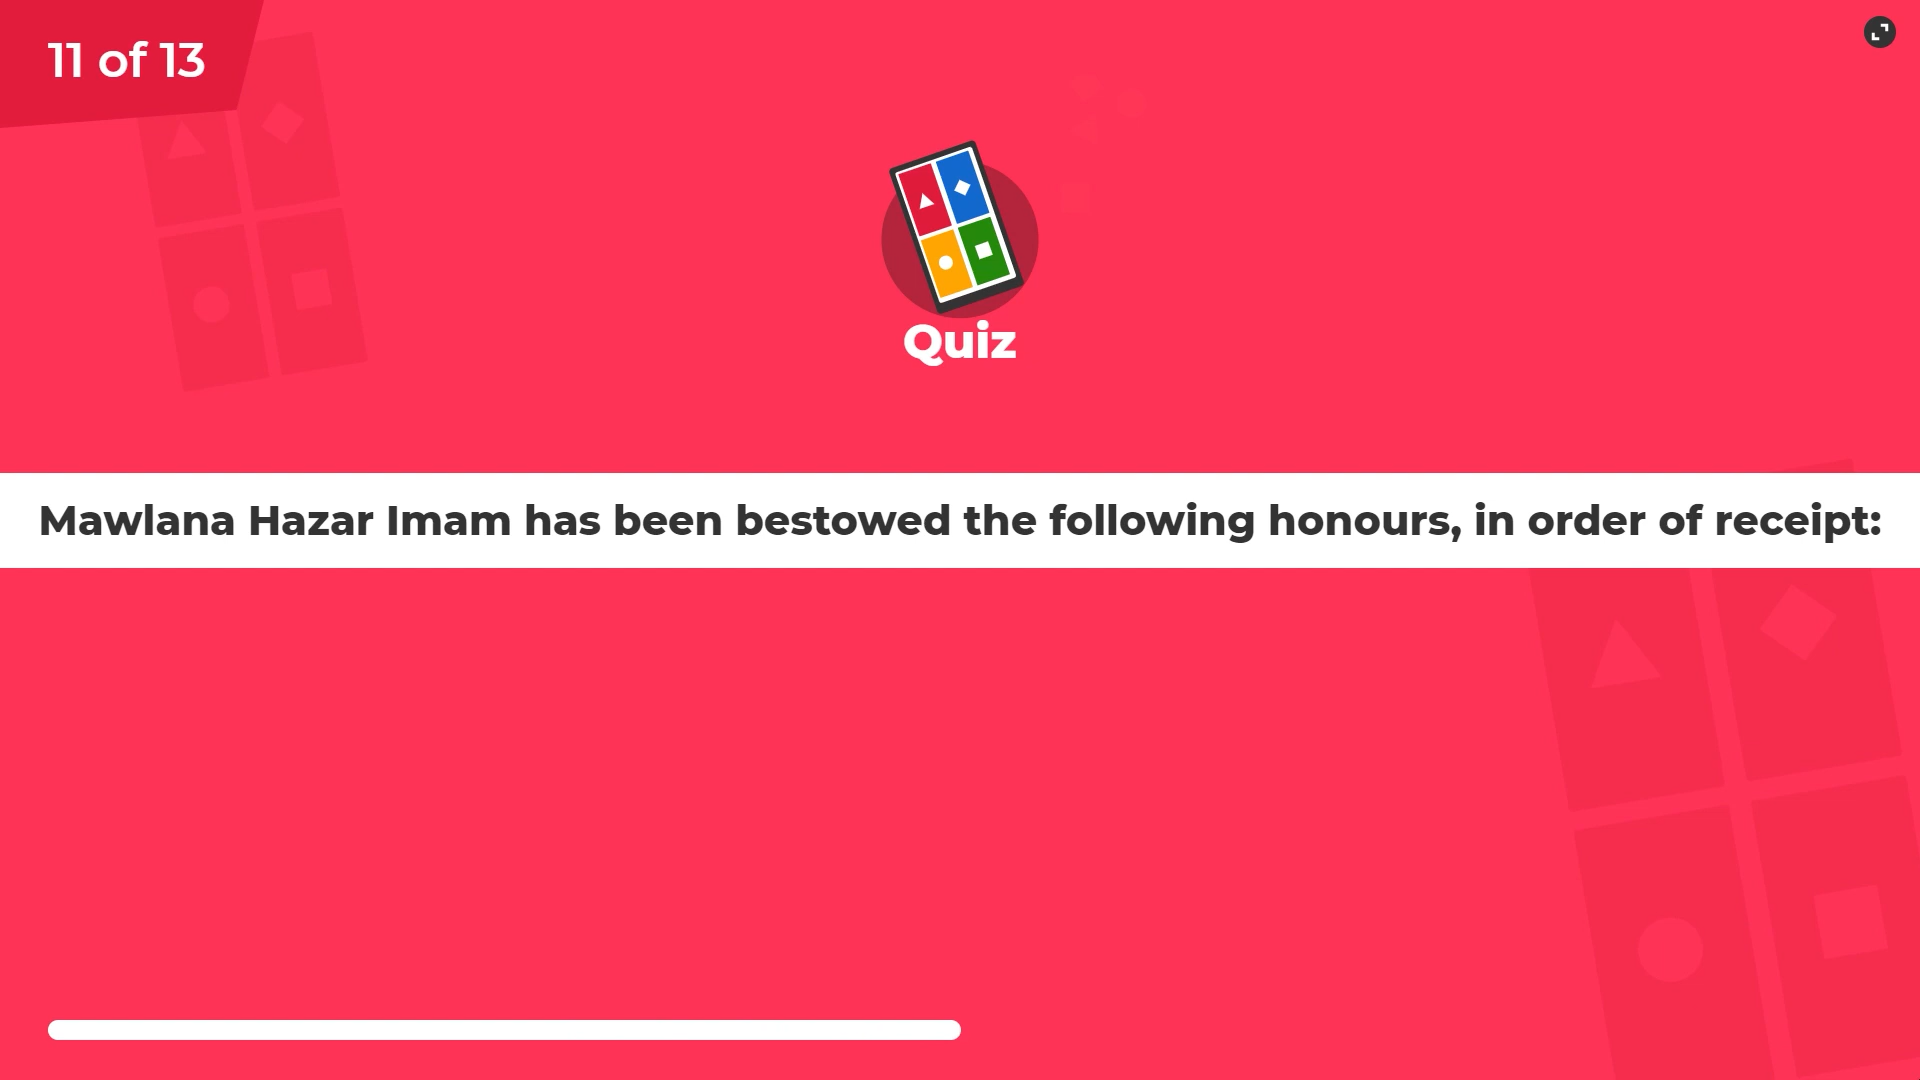 11 of 13
Quiz
Mawlana Hazar Imam has been bestowed the following honours, in order of receipt: